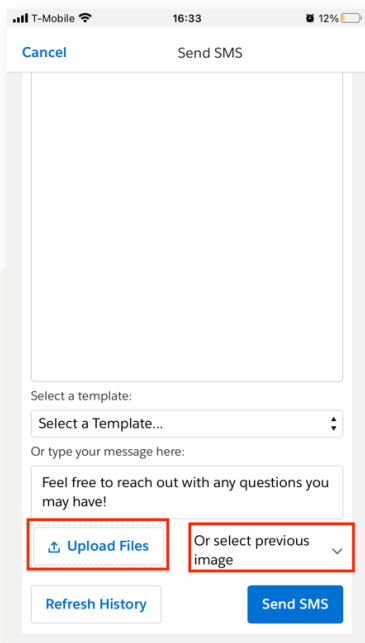 T-Mobile 16:33 12%
Cancel Send SMS
Select a template:
Select a Template...
Or type your message here:
Feel free to reach out with any questions you
may have!
Upload Files
Or select previous
image
Refresh History Send SMS